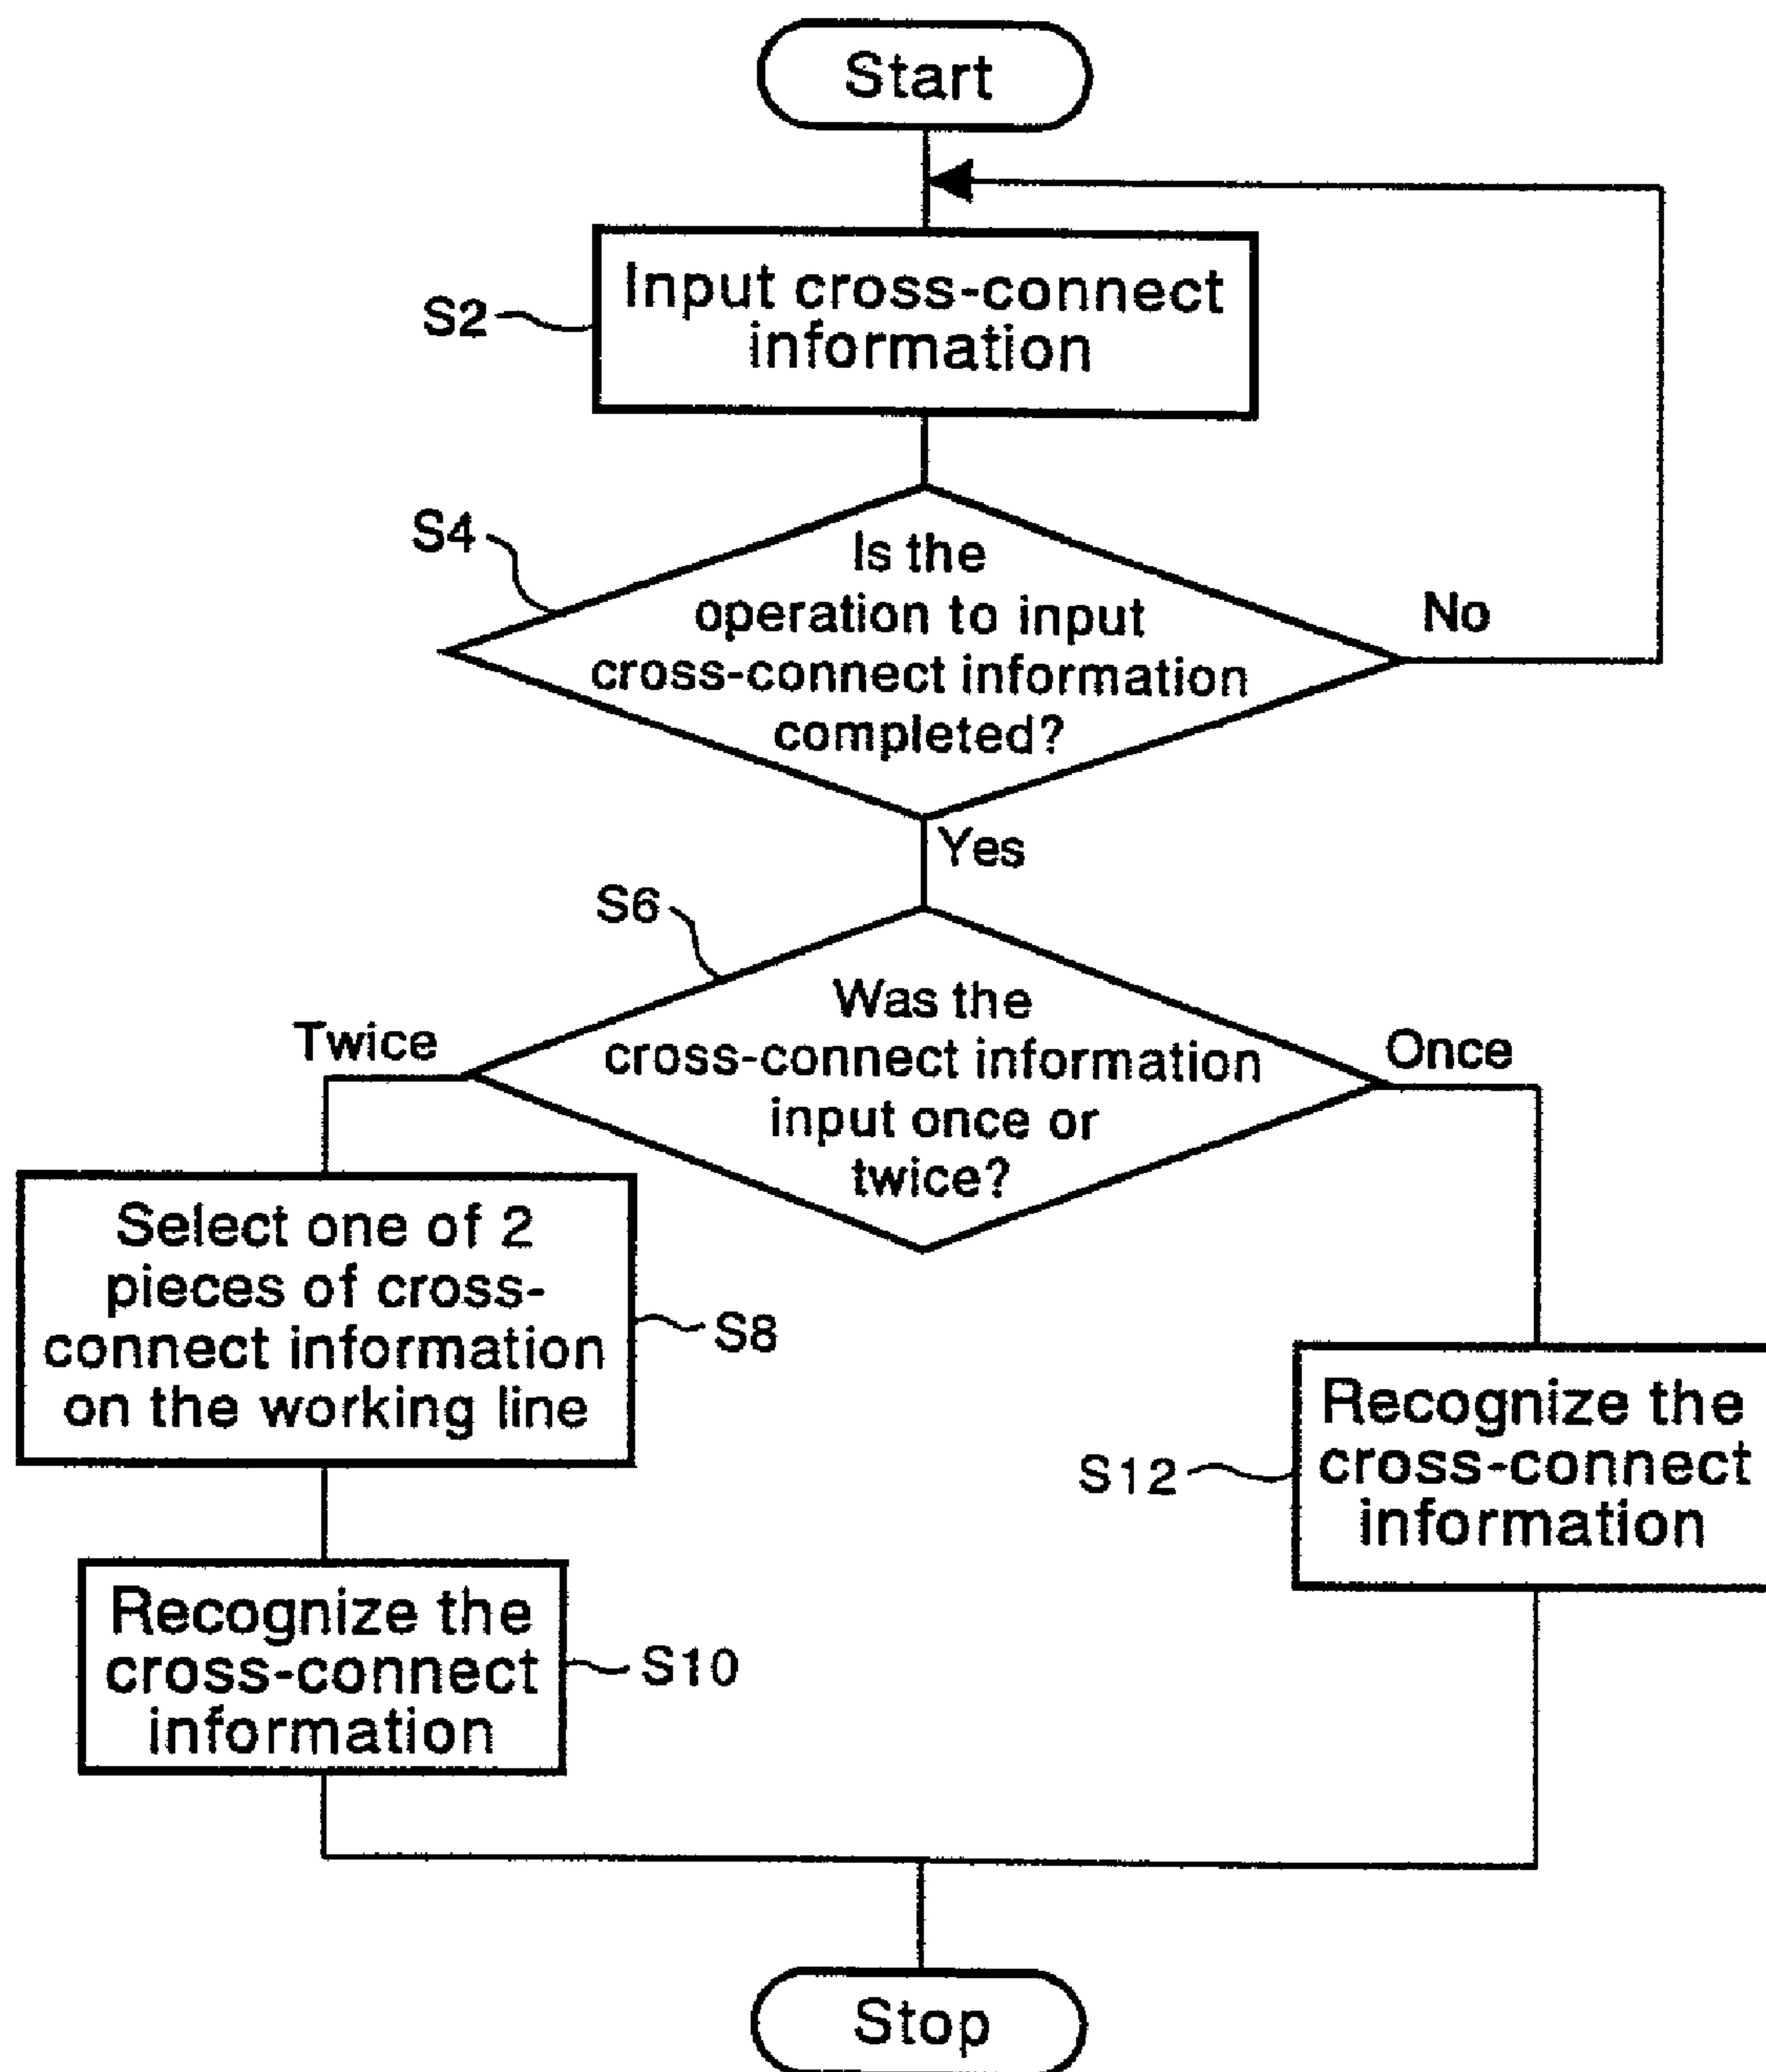 Start
S2
Input cross-connect
information
S4
Is the
operation to input
cross-connect information
completed?
No
Yes
S6
Was the
cross-connect information
input once or
twice?
Twice
Once
Select one of 2
pieces of cross-
connect information
on the working line
S8
Recognize the
cross-connect
information
S12
Recognize the
cross-connect
information
S10
Stop